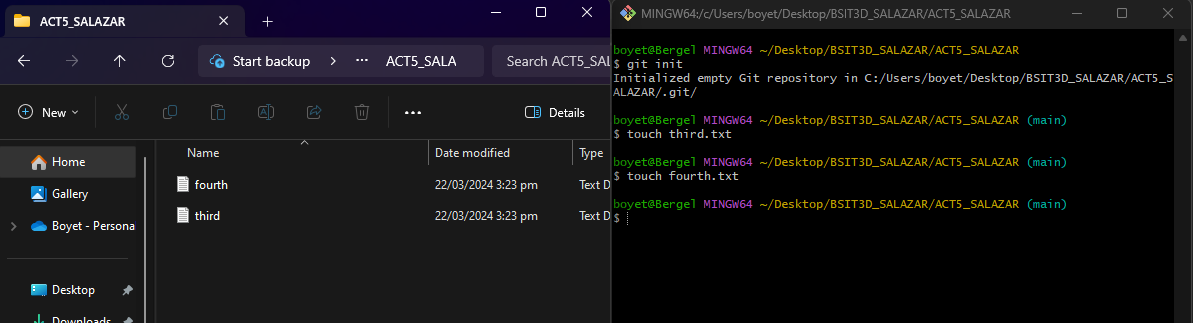 ACT5_SALAZAR
Start backup
ACT5_SALA
Search ACT5_SAL
New
Details
Home
Gallery
Boyet - Persona
Desktop
Downloads
Name
Date modified
Type
fourth
22/03/2024 3:23 pm
Text D
third
22/03/2024 3:23 pm
Text D
MINGW64:/c/Users/boyet/Desktop/BSIT3D_SALAZAR/ACT5_SALAZAR
boyet@Bergel MINGW64 ~/Desktop/BSIT3D_SALAZAR/ACT5_SALAZAR
$ git init
Initialized empty Git repository in C:/Users/boyet/Desktop/BSIT3D_SALAZAR/ACT5_S
ALAZAR/.git/
boyet@Bergel MINGW64 ~/Desktop/BSIT3D_SALAZAR/ACT5_SALAZAR (main)
$ touch third.txt
boyet@Bergel MINGW64 ~/Desktop/BSIT3D_SALAZAR/ACT5_SALAZAR (main)
$ touch fourth.txt
boyet@Bergel MINGW64 ~/Desktop/BSIT3D_SALAZAR/ACT5_SALAZAR (main)
$